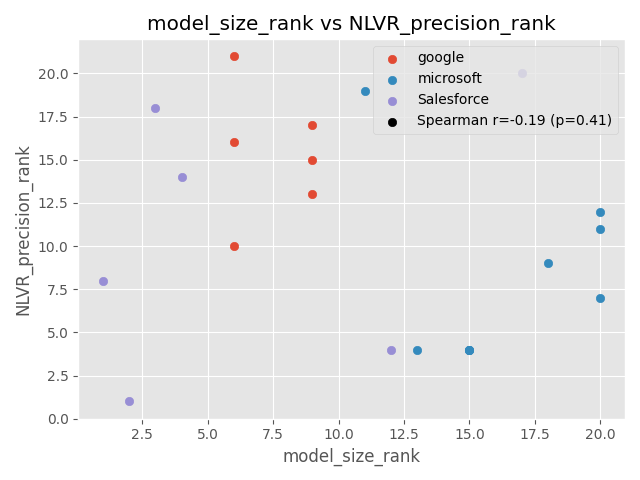 model_size_rank vs NLVR_precision_rank
google
microsoft
Salesforce
Spearman r=-0.19 (p=0.41)
NLVR_precision_rank
20.0
17.5
15.0
12.5
10.0
7.5
5.0
2.5
0.0
2.5 5.0 7.5 10.0 12.5 15.0 17.5 20.0
model_size_rank